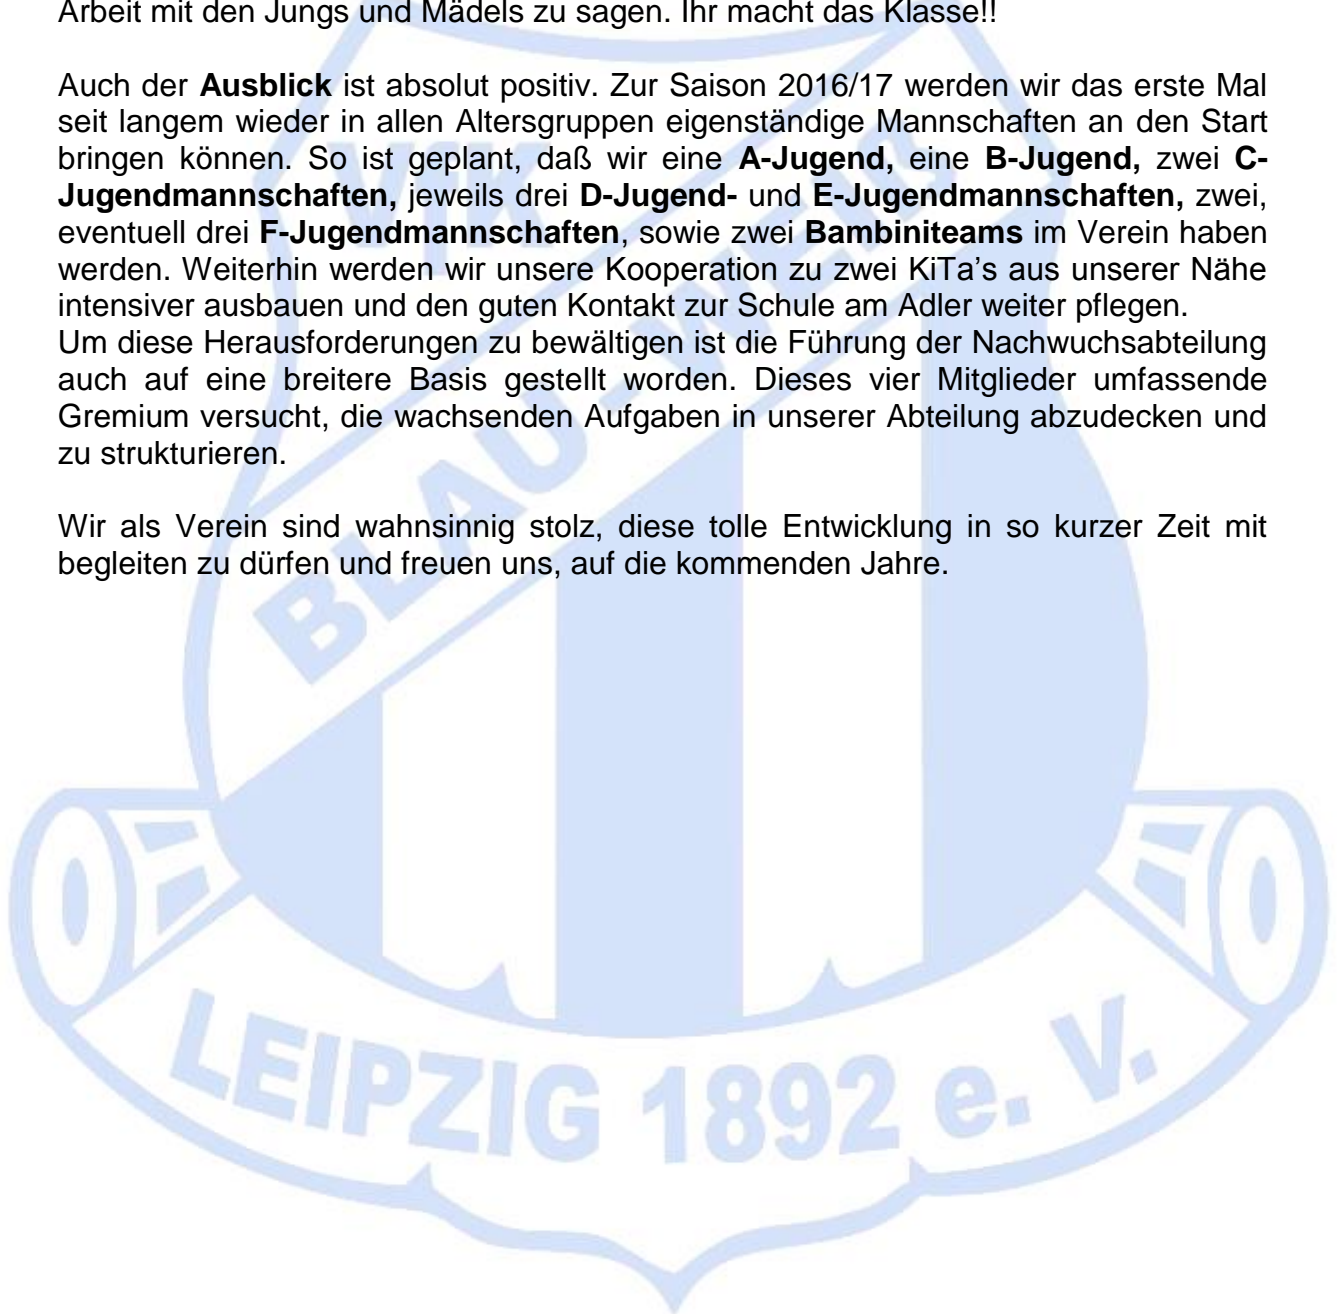 Arbeit mit den Jungs und Mädels zu sagen. Ihr macht das Klasse!!
Auch der Ausblick ist absolut positiv. Zur Saison 2016/17 werden wir das erste Mal
seit langem wieder in allen Altersgruppen eigenständige Mannschaften an den Start
bringen können. So ist geplant, daß wir eine A-Jugend, eine B-Jugend, zwei C-
Jugendmannschaften, jeweils drei D-Jugend- und E-Jugendmannschaften, zwei,
eventuell drei F-Jugendmannschaften, sowie zwei Bambiniteams im Verein haben
werden. Weiterhin werden wir unsere Kooperation zu zwei KiTa’s aus unserer Nähe
intensiver ausbauen und den guten Kontakt zur Schule am Adler weiter pflegen.
Um diese Herausforderungen zu bewältigen ist die Führung der Nachwuchsabteilung
auch auf eine breitere Basis gestellt worden. Dieses vier Mitglieder umfassende
Gremium versucht, die wachsenden Aufgaben in unserer Abteilung abzudecken und
zu strukturieren.
Wir als Verein sind wahnsinnig stolz, diese tolle Entwicklung in so kurzer Zeit mit
begleiten zu dürfen und freuen uns, auf die kommenden Jahre.
VfK
BLAU-WEIß
LEIPZIG 1892 e. V.